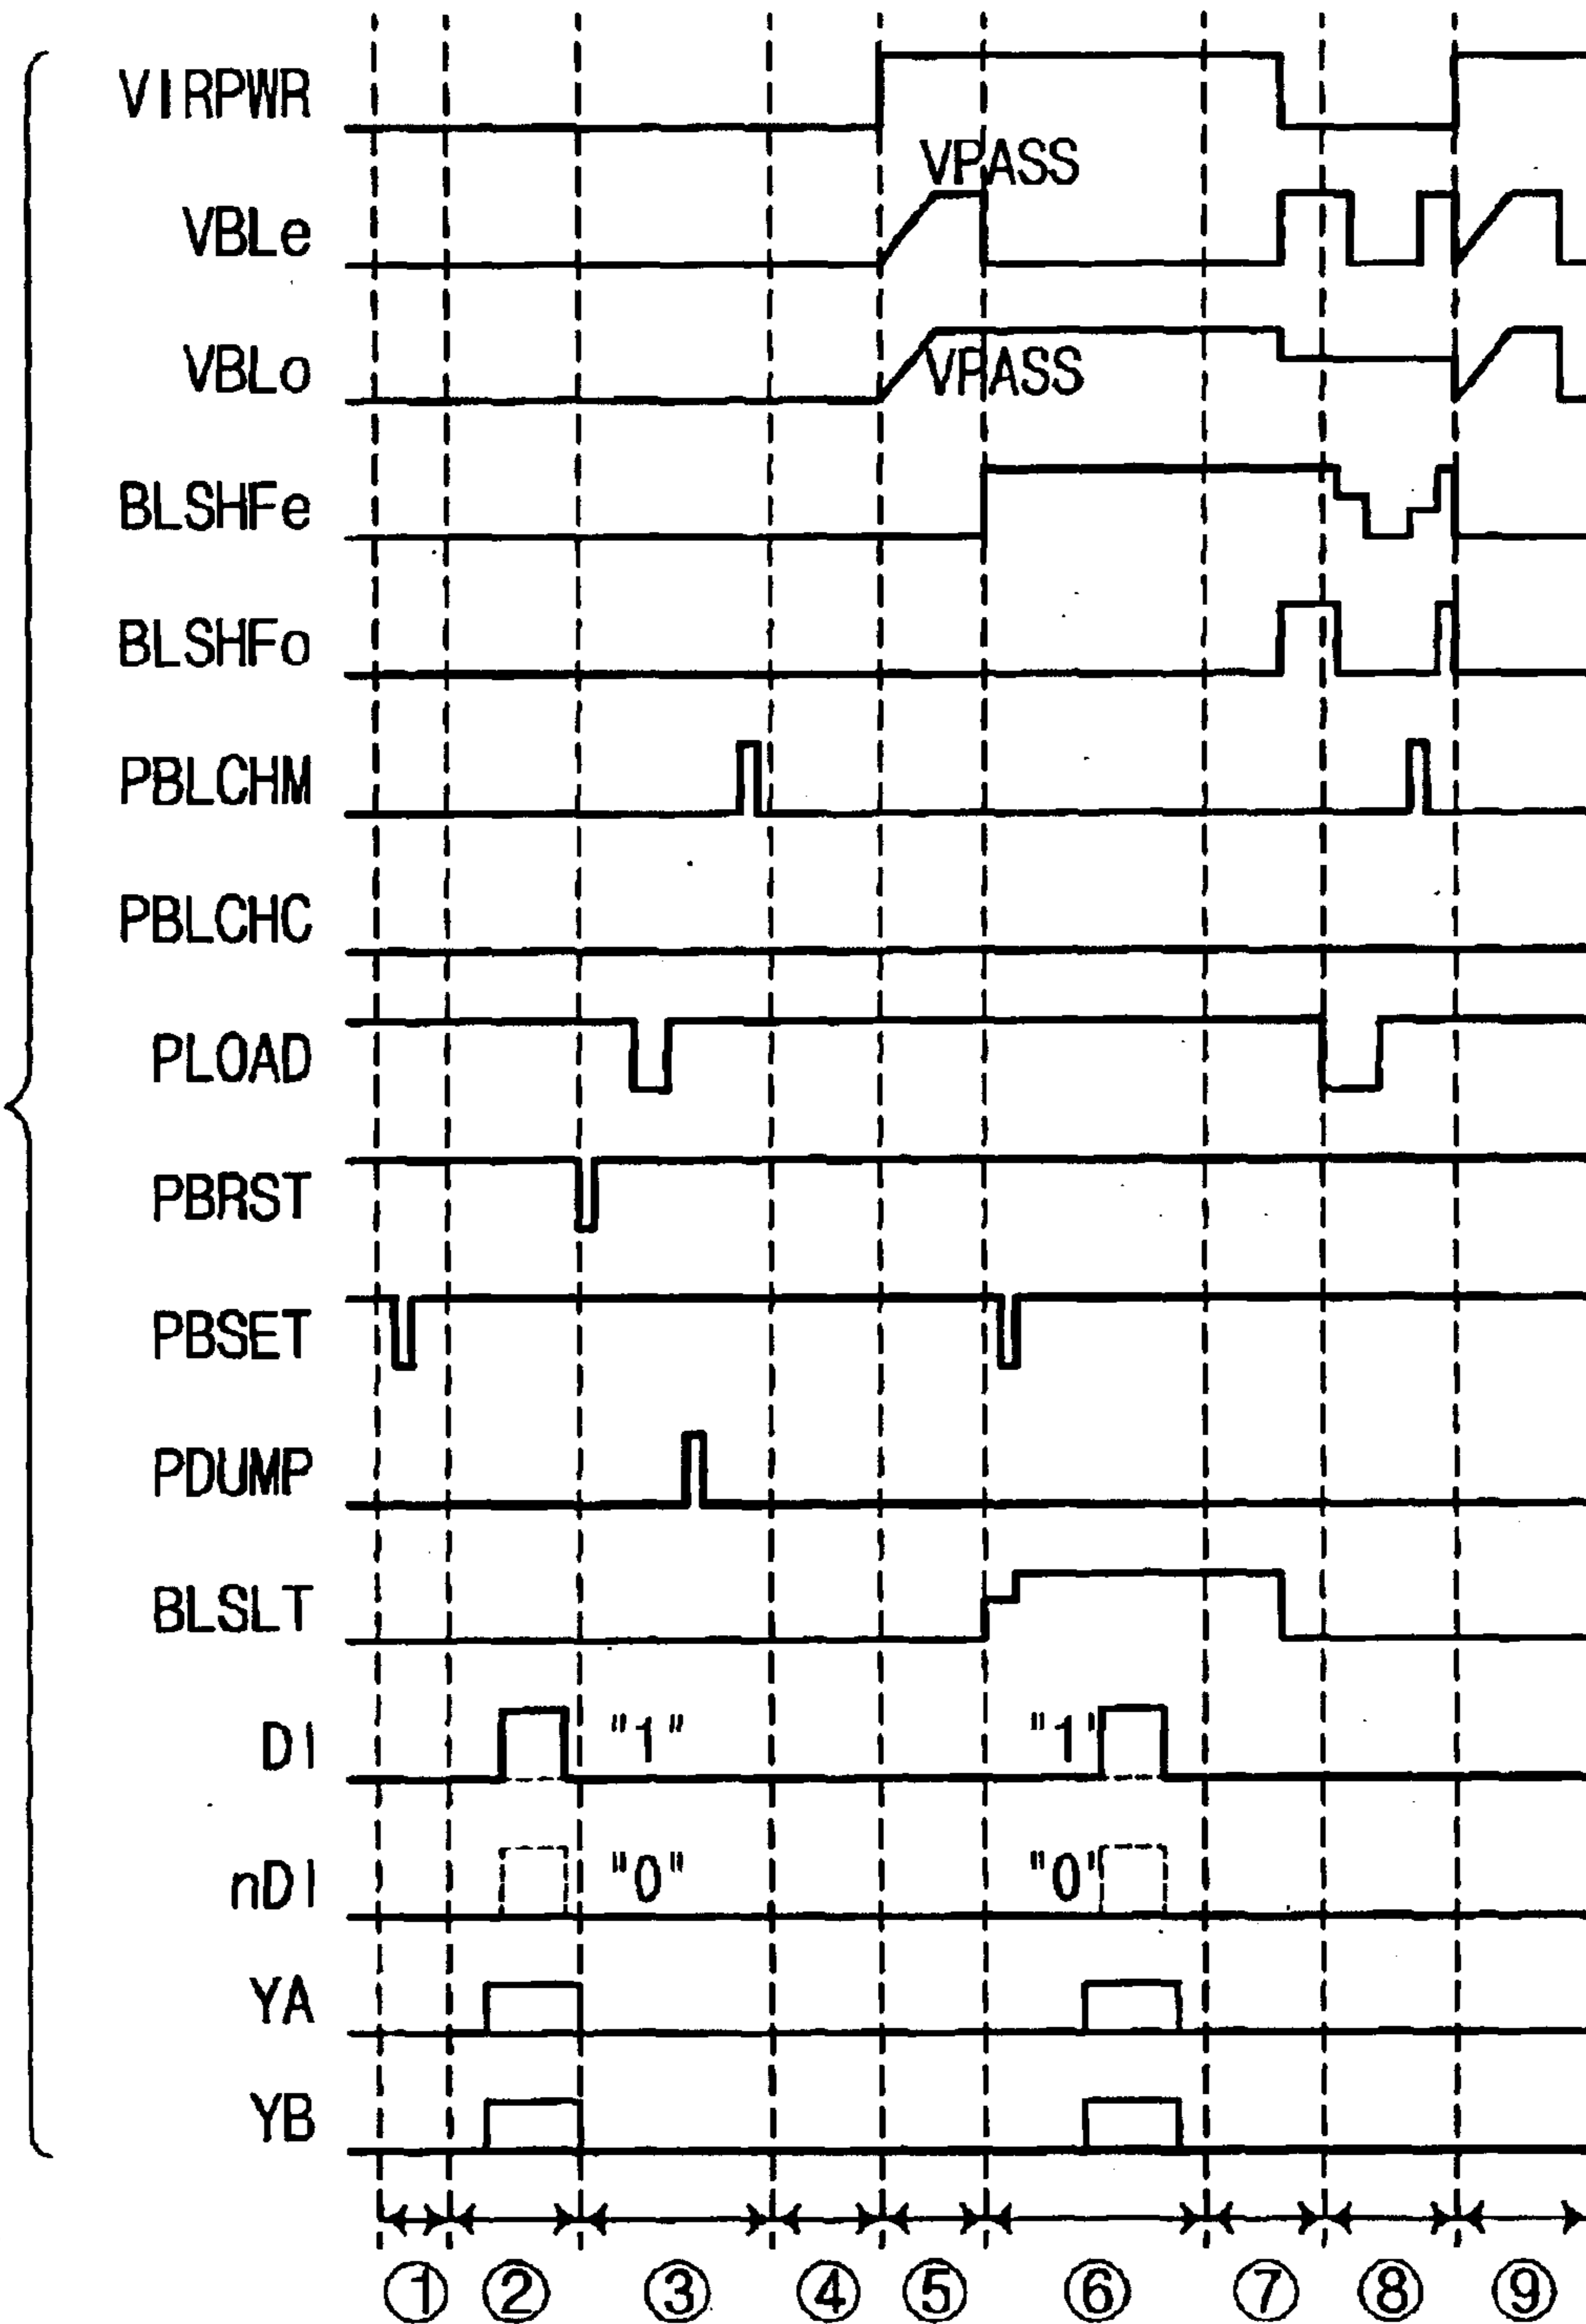 VIRPWR
VPASS
VBLe
VBLo
VPASS
BLSHFe
BLSHFo
PBLCHM
PBLCHC
PLOAD
PBRST
PBSET
PDUMP
BLSLT
DI "1" "1"
nDI "0" "0"
YA
YB
① ② ③ ④ ⑤ ⑥ ⑦ ⑧ ⑨